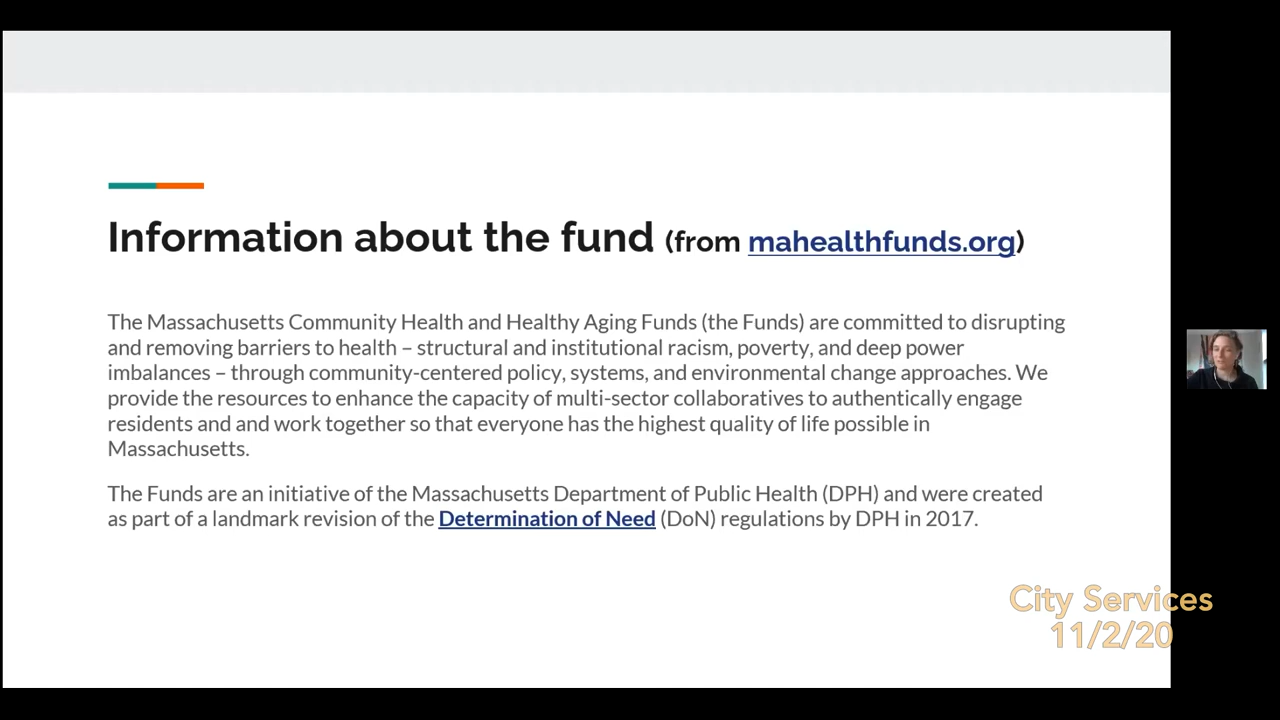 Information about the fund (from mahealthfunds.org)
The Massachusetts Community Health and Healthy Aging Funds (the Funds) are committed to disrupting
and removing barriers to health – structural and institutional racism, poverty, and deep power
imbalances – through community-centered policy, systems, and environmental change approaches. We
provide the resources to enhance the capacity of multi-sector collaboratives to authentically engage
residents and and work together so that everyone has the highest quality of life possible in
Massachusetts.
The Funds are an initiative of the Massachusetts Department of Public Health (DPH) and were created
as part of a landmark revision of the Determination of Need (DoN) regulations by DPH in 2017.
City Services
11/2/20